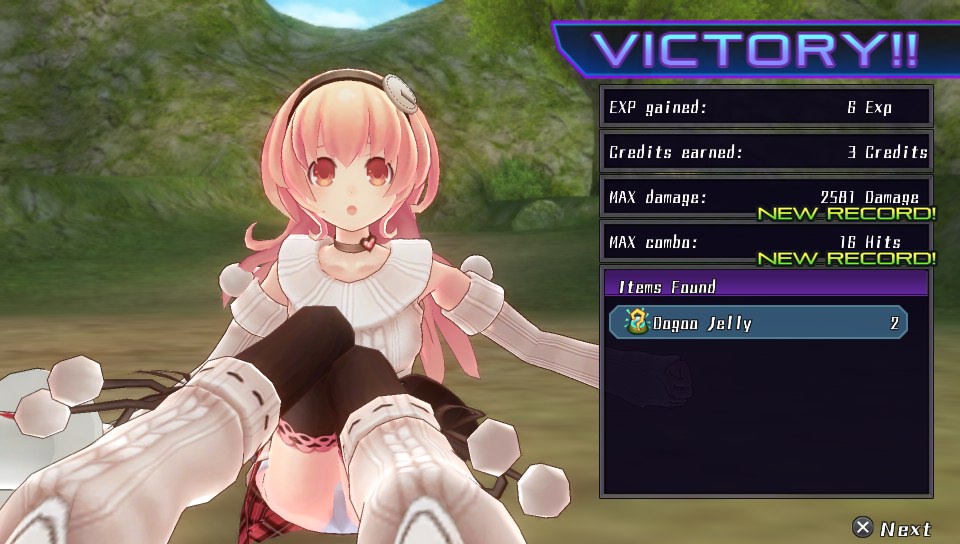 VICTORY!!
EXP gained: 6 Exp
Credits earned: 3 Credits
MAX damage: 2581 Damage
NEW RECORD!
MAX combo: 16 Hits
NEW RECORD!
Items Found
Dogoo Jelly 2
Next